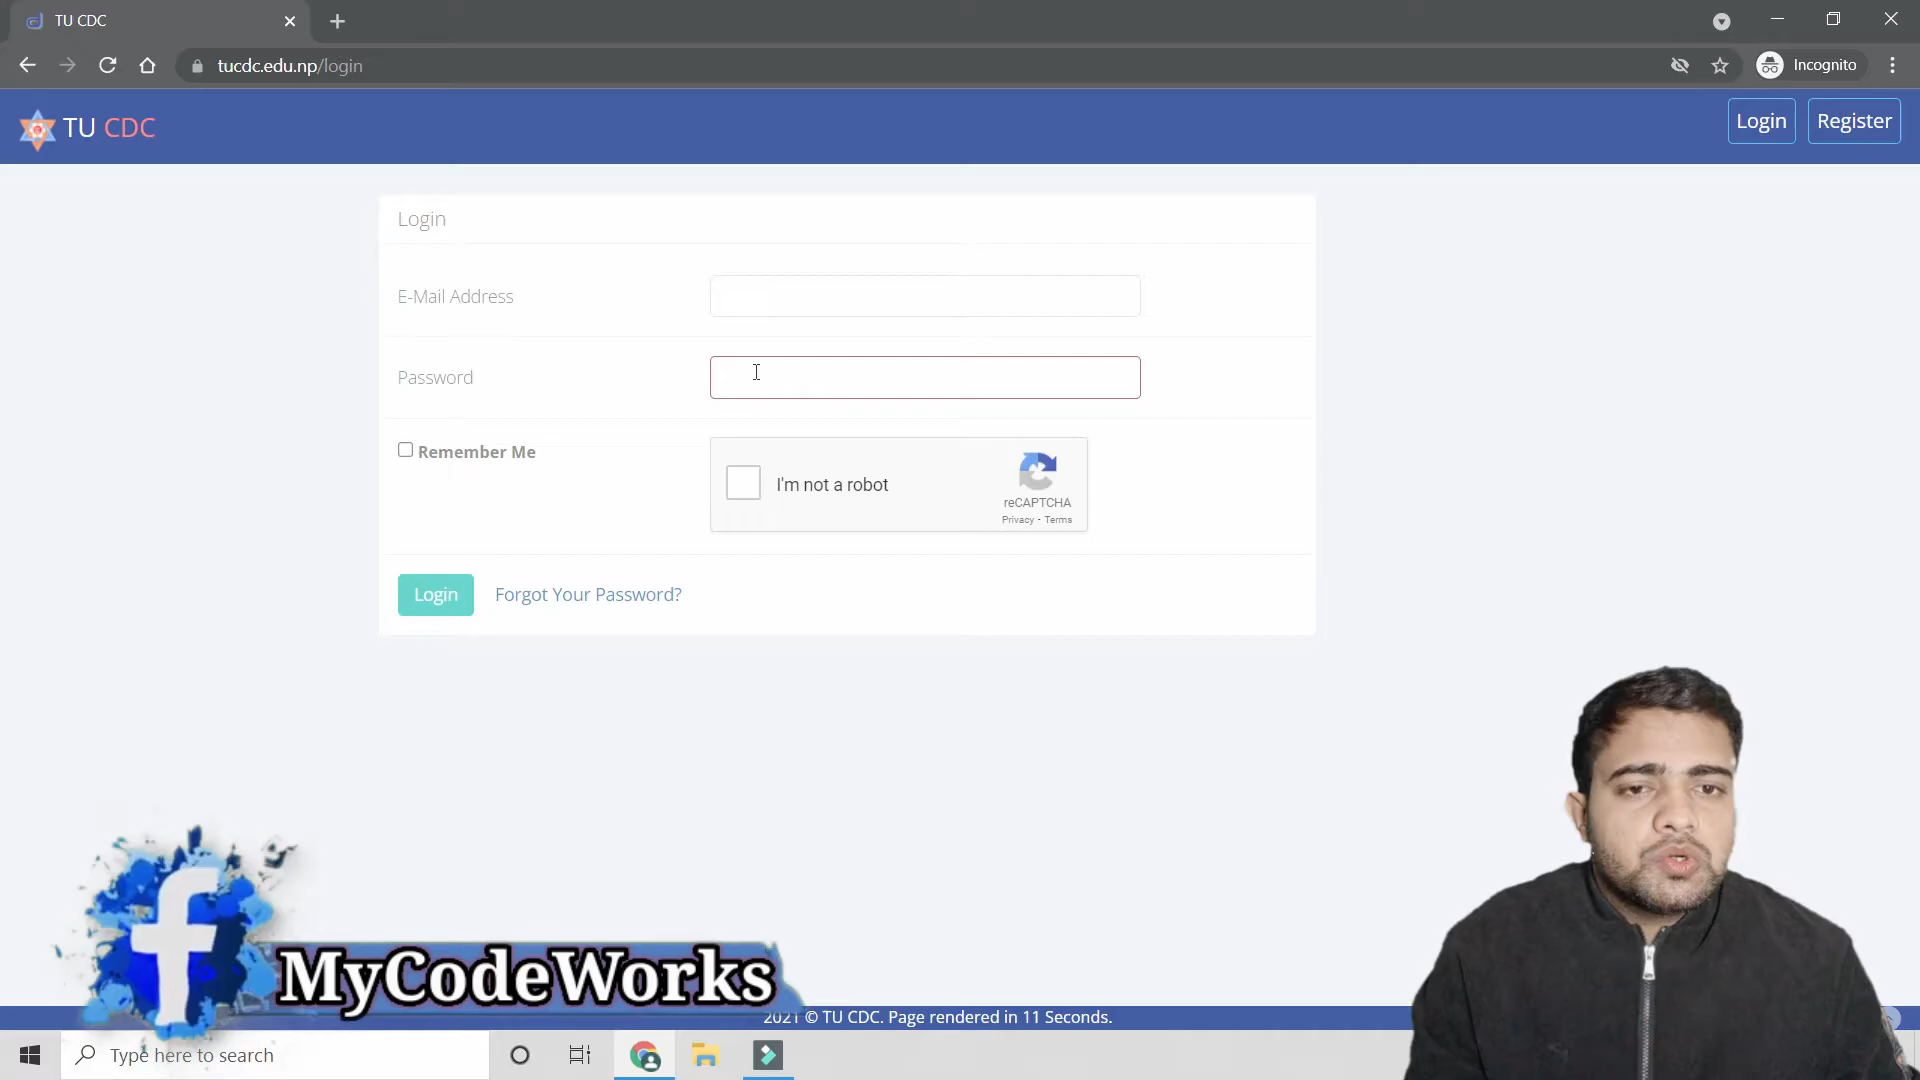 TU CDC
tucdc.edu.np/login
Incognito
TU CDC
Login
Register
Login
E-Mail Address
Password
Remember Me
I'm not a robot
reCAPTCHA
Privacy - Terms
Login
Forgot Your Password?
MyCodeWorks
2021 © TU CDC. Page rendered in 11 Seconds.
Type here to search